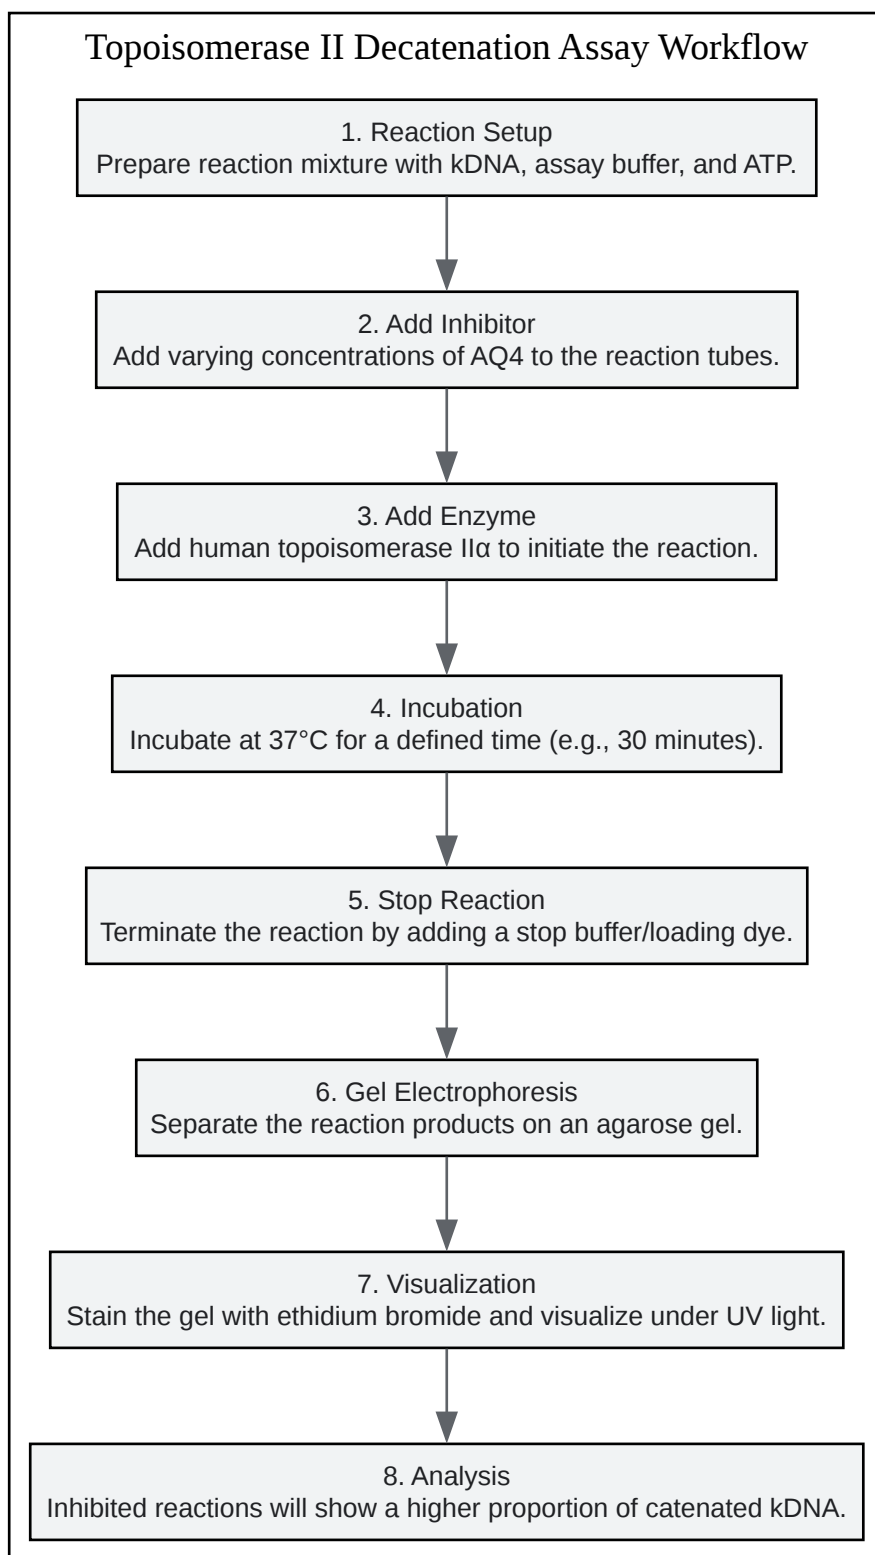 Topoisomerase II Decatenation Assay Workflow
1. Reaction Setup
Prepare reaction mixture with kDNA, assay buffer, and ATP.
2. Add Inhibitor
Add varying concentrations of AQ4 to the reaction tubes.
3. Add Enzyme
Add human topoisomerase IIα to initiate the reaction.
4. Incubation
Incubate at 37°C for a defined time (e.g., 30 minutes).
5. Stop Reaction
Terminate the reaction by adding a stop buffer/loading dye.
6. Gel Electrophoresis
Separate the reaction products on an agarose gel.
7. Visualization
Stain the gel with ethidium bromide and visualize under UV light.
8. Analysis
Inhibited reactions will show a higher proportion of catenated kDNA.